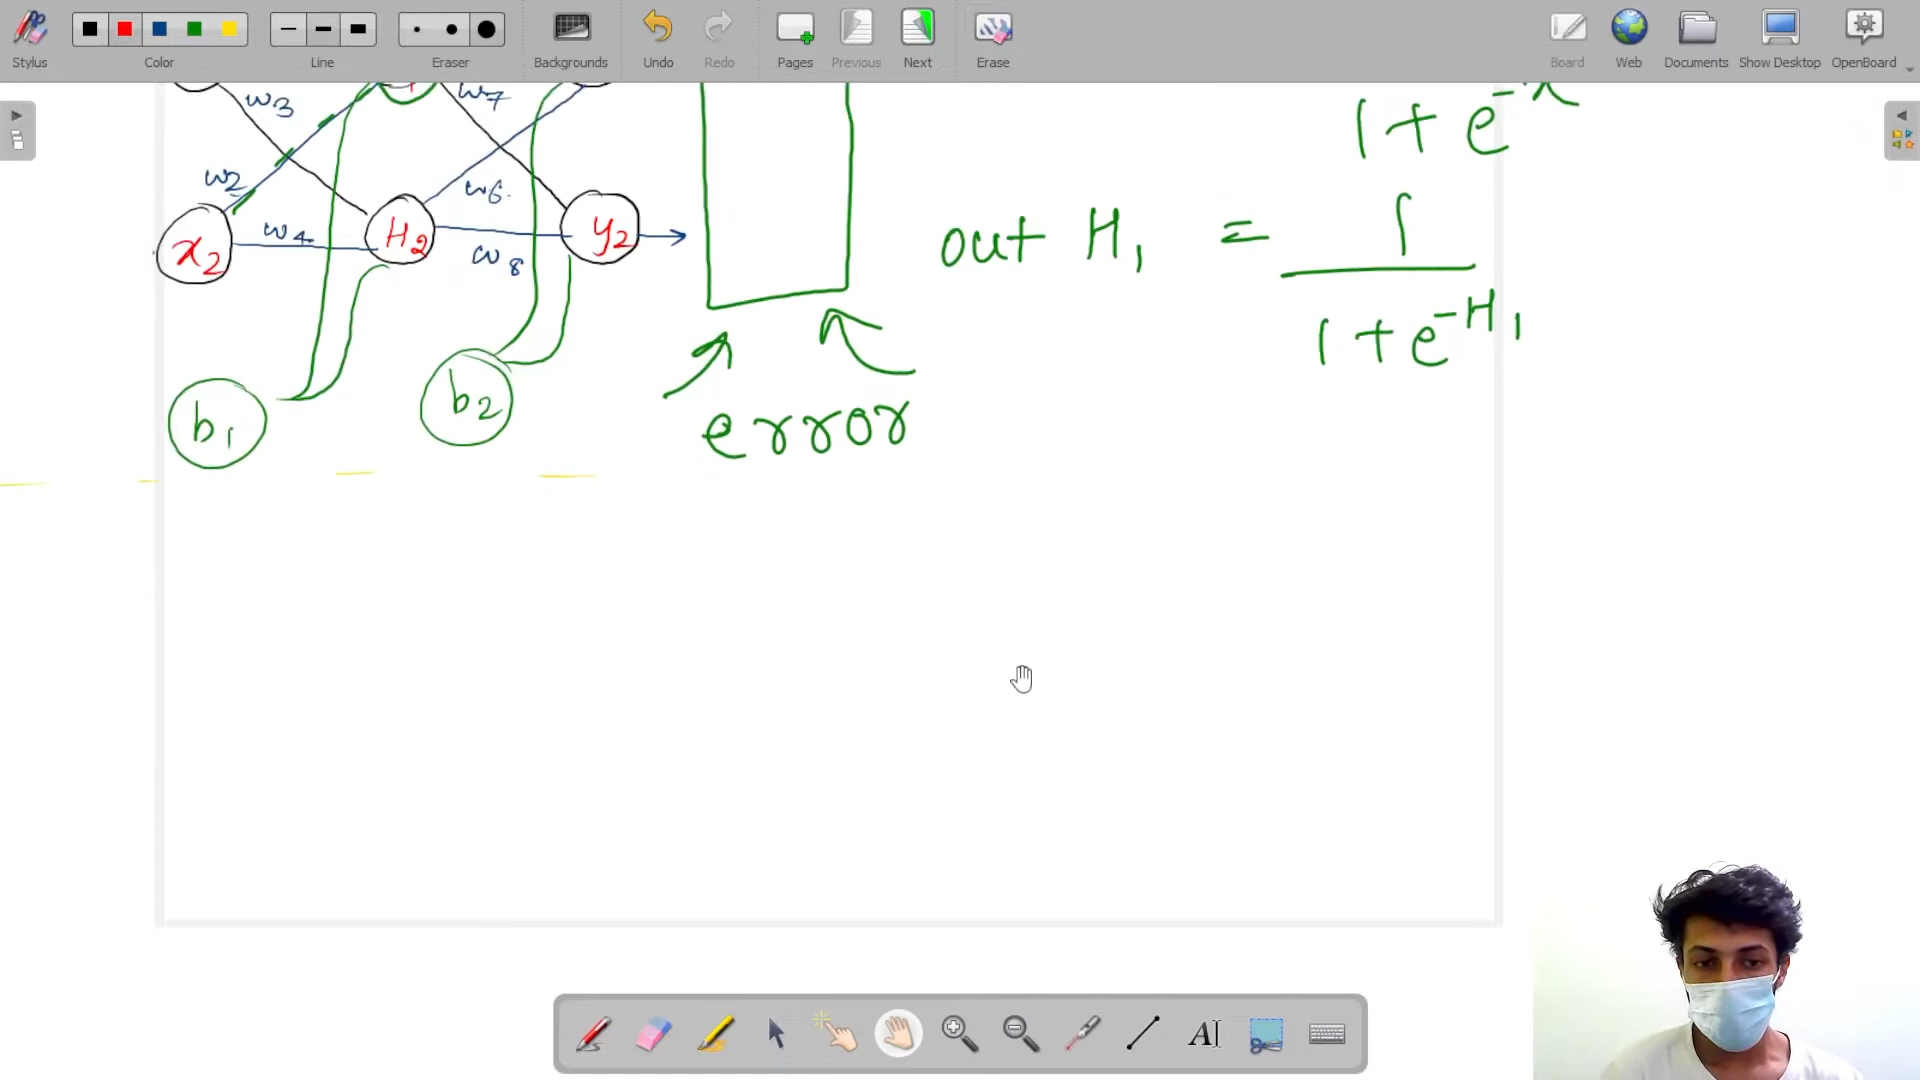 Stylus Color Line Eraser Backgrounds Undo Redo Pages Previous Next Erase Board Web Documents Show Desktop OpenBoard
w3 w7
1 + e^-x
w2
w6
x2 w4 H2 w8 y2
out H1 = 1 / 1 + e^-H1
b1 b2
error
AI